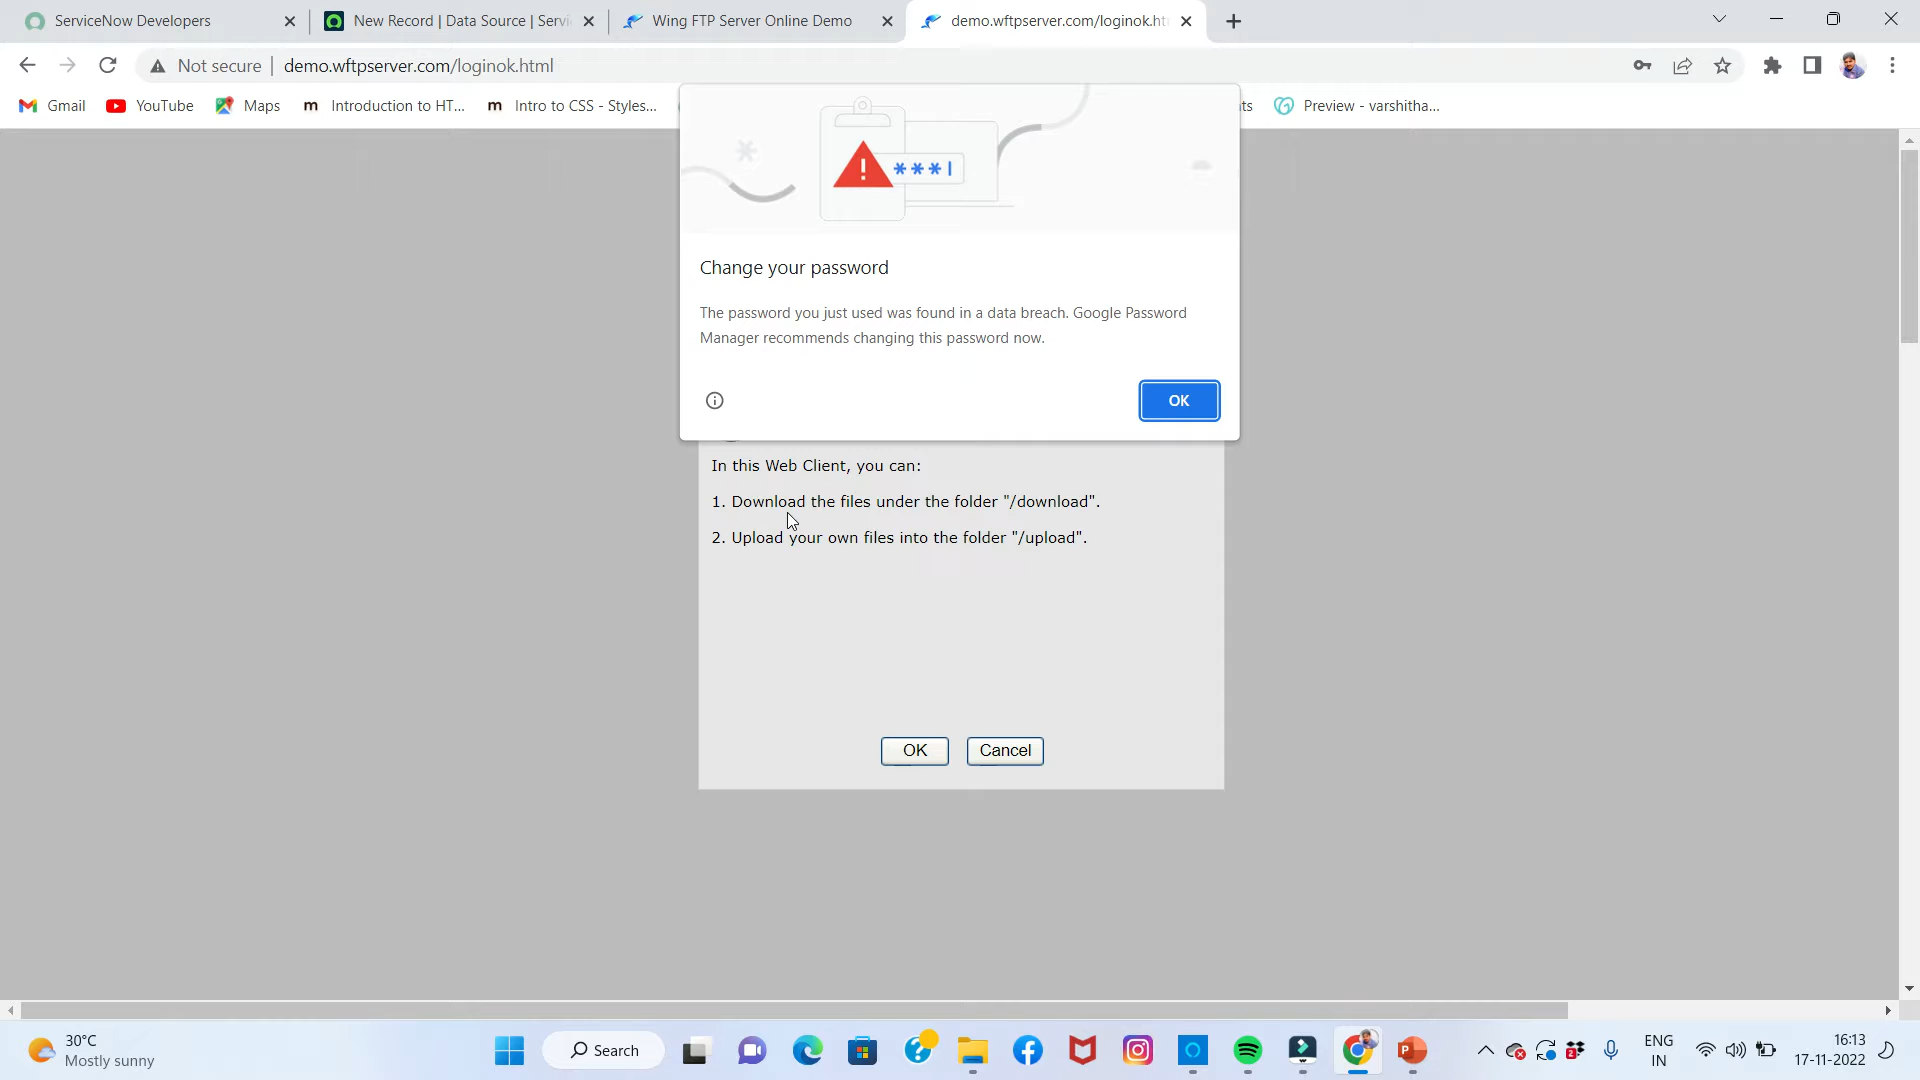 ServiceNow Developers
New Record | Data Source | Servi
Wing FTP Server Online Demo
demo.wftpserver.com/loginok.ht
Not secure
demo.wftpserver.com/loginok.html
Gmail
YouTube
Maps
m Introduction to HT...
m Intro to CSS - Styles...
ts
Preview - varshitha...
***|
Change your password
The password you just used was found in a data breach. Google Password
Manager recommends changing this password now.
OK
In this Web Client, you can:
1. Download the files under the folder "/download".
2. Upload your own files into the folder "/upload".
OK
Cancel
30°C
Mostly sunny
Search
ENG
IN
16:13
17-11-2022